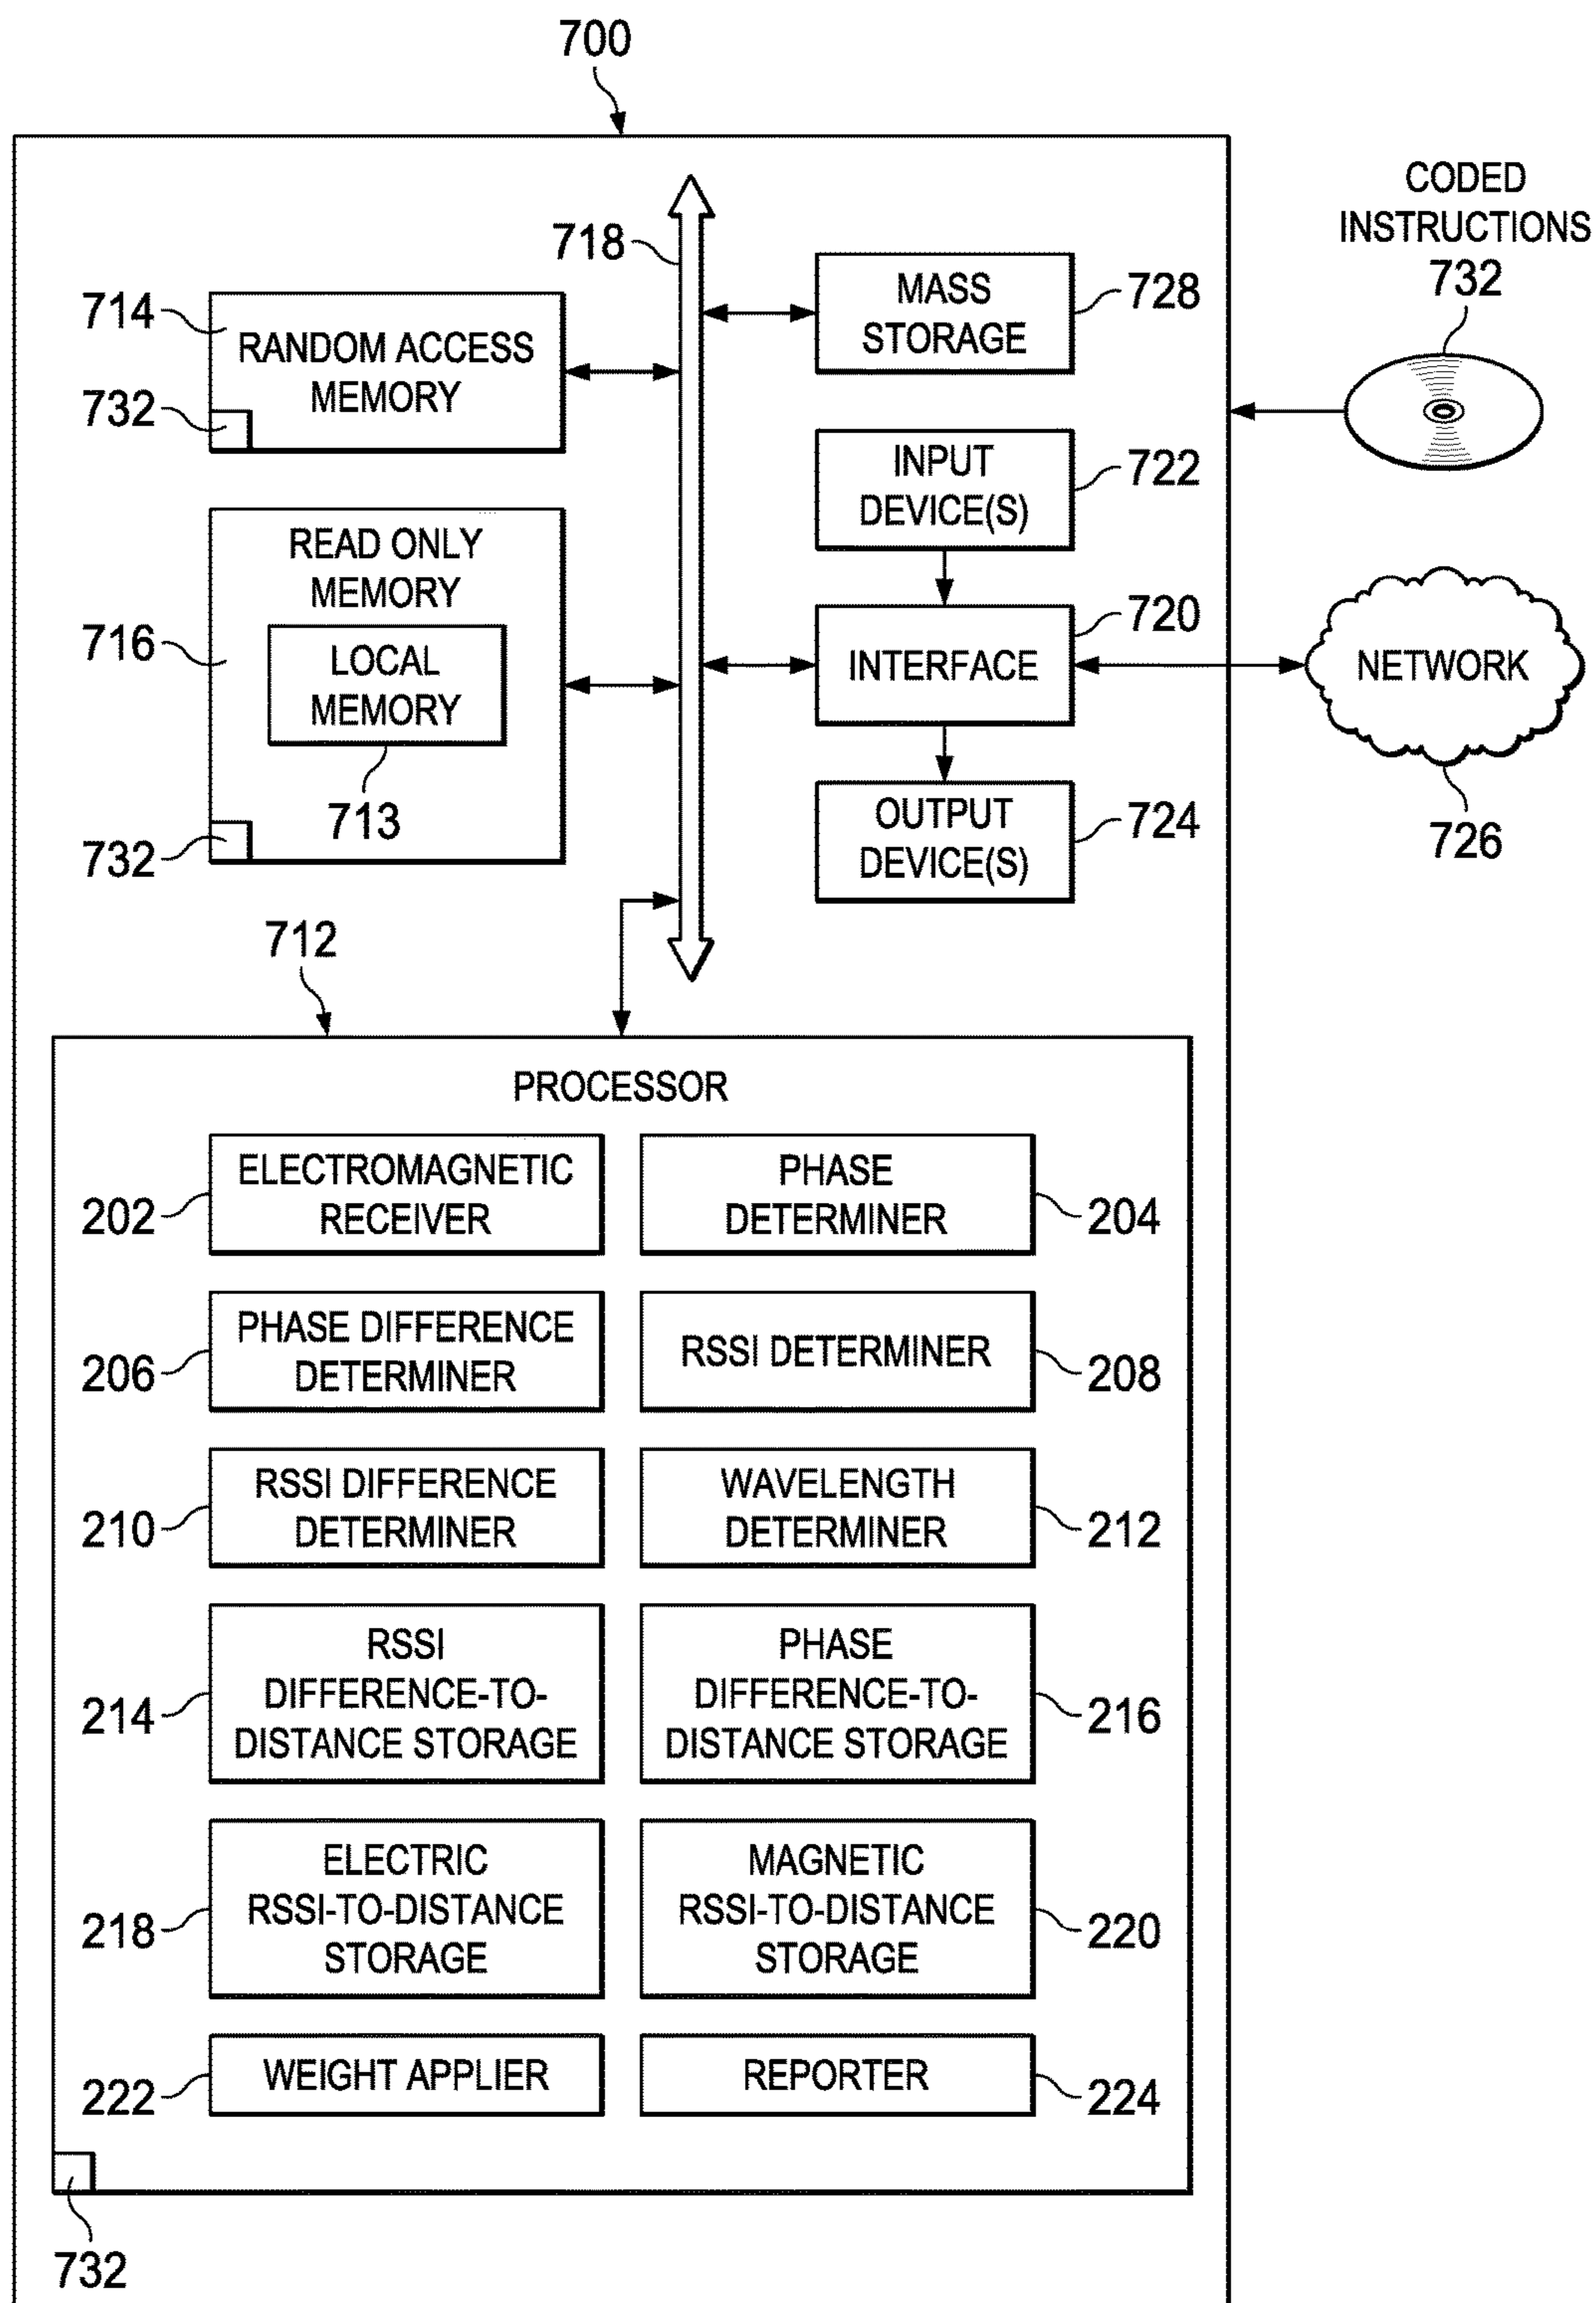 700
CODED
INSTRUCTIONS
732
718
714
RANDOM ACCESS
MEMORY
732
MASS
STORAGE
728
INPUT
DEVICE(S)
722
READ ONLY
MEMORY
716
LOCAL
MEMORY
713
732
INTERFACE
720
NETWORK
726
OUTPUT
DEVICE(S)
724
712
PROCESSOR
ELECTROMAGNETIC
RECEIVER
202
PHASE
DETERMINER
204
PHASE DIFFERENCE
DETERMINER
206
RSSI DETERMINER
208
RSSI DIFFERENCE
DETERMINER
210
WAVELENGTH
DETERMINER
212
RSSI
DIFFERENCE-TO-
DISTANCE STORAGE
214
PHASE
DIFFERENCE-TO-
DISTANCE STORAGE
216
ELECTRIC
RSSI-TO-DISTANCE
STORAGE
218
MAGNETIC
RSSI-TO-DISTANCE
STORAGE
220
WEIGHT APPLIER
222
REPORTER
224
732